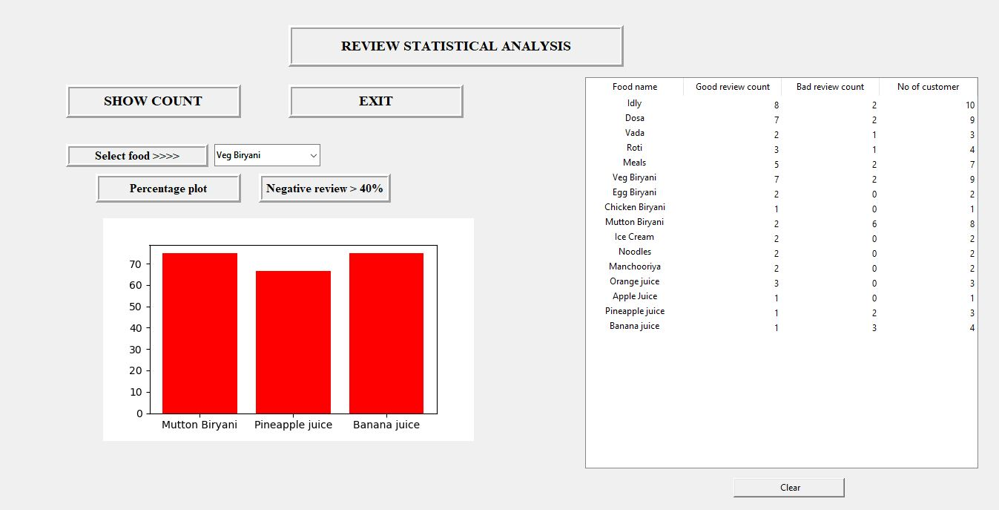 REVIEW STATISTICAL ANALYSIS
SHOW COUNT EXIT
Select food >>>> Veg Biryani
Percentage plot Negative review > 40%
70
60
50
40
30
20
10
0
Mutton Biryani Pineapple juice Banana juice
Food name Good review count Bad review count No of customer
Idly 8 2 10
Dosa 7 2 9
Vada 2 1 3
Roti 3 1 4
Meals 5 2 7
Veg Biryani 7 2 9
Egg Biryani 2 0 2
Chicken Biryani 1 0 1
Mutton Biryani 2 6 8
Ice Cream 2 0 2
Noodles 2 0 2
Manchooriya 2 0 2
Orange juice 3 0 3
Apple Juice 1 0 1
Pineapple juice 1 2 3
Banana juice 1 3 4
Clear